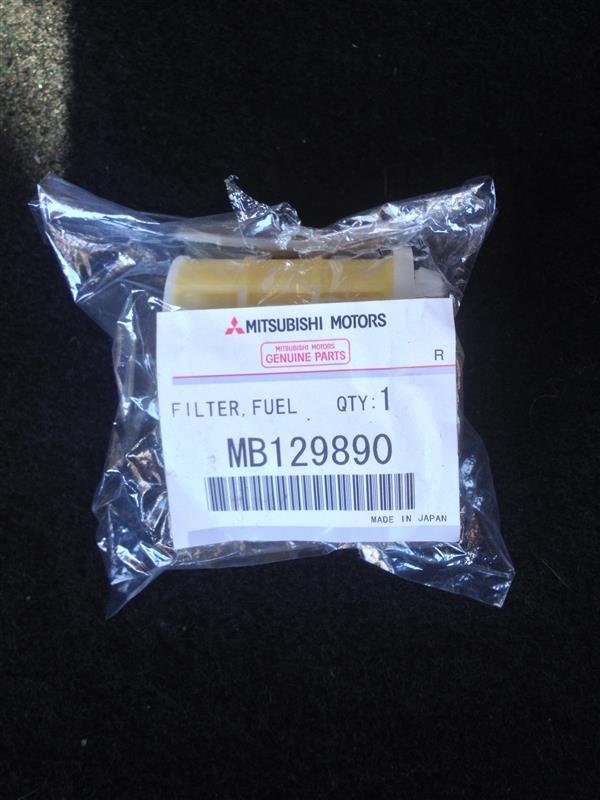 MITSUBISHI MOTORS
MITSUBISHI MOTORS
GENUINE PARTS
R
FILTER, FUEL QTY:1
MB129890
MADE IN JAPAN